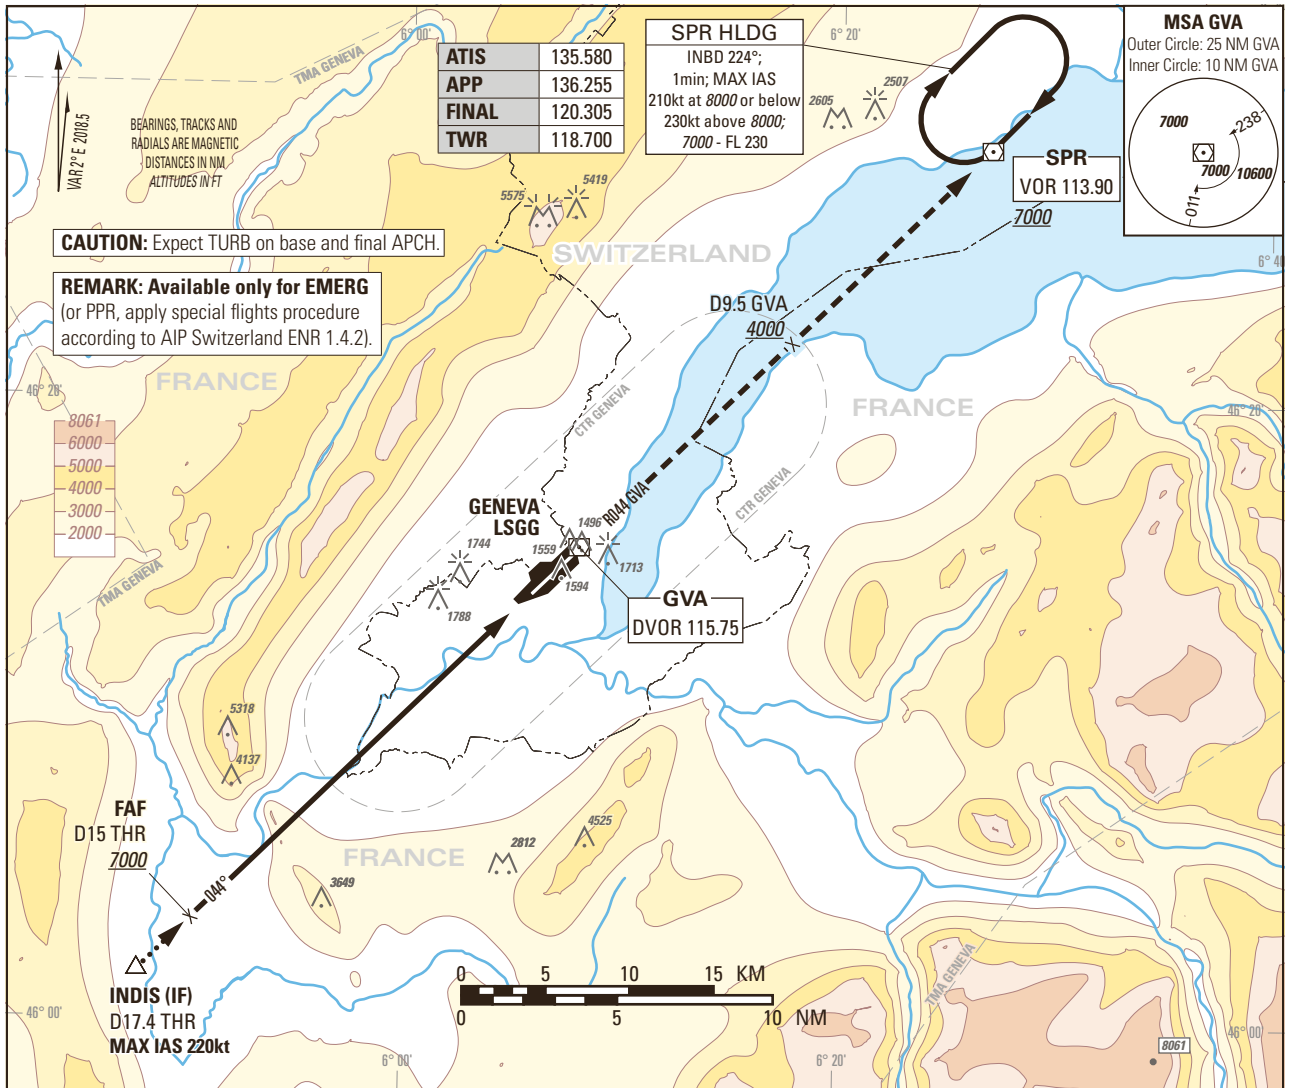 6° 00'
6° 20'
TMA GENEVA
ATIS 135.580
APP 136.255
FINAL 120.305
TWR 118.700
SPR HLDG
INBD 224°;
1min; MAX IAS
210kt at 8000 or below
230kt above 8000;
7000 - FL 230
MSA GVA
Outer Circle: 25 NM GVA
Inner Circle: 10 NM GVA
7000
238
7000
10600
011
VAR 2° E 2018.5
BEARINGS, TRACKS AND
RADIALS ARE MAGNETIC
DISTANCES IN NM
ALTITUDES IN FT
2605
2507
5575
5419
SPR
VOR 113.90
7000
CAUTION: Expect TURB on base and final APCH.
SWITZERLAND
6° 40
REMARK: Available only for EMERG
(or PPR, apply special flights procedure
according to AIP Switzerland ENR 1.4.2).
D9.5 GVA
4000
FRANCE
46° 20'
FRANCE
46° 20'
CTR GENEVA
8061
6000
5000
4000
3000
2000
R044 GVA
CTR GENEVA
GENEVA
LSGG
1496
1744
1559
1713
1594
1788
TMA GENEVA
GVA
DVOR 115.75
5318
4137
FAF
D15 THR
7000
044°
4525
2812
FRANCE
3649
INDIS (IF)
D17.4 THR
MAX IAS 220kt
0 5 10 15 KM
0 5 10 NM
TMA GENEVA
46° 00'
46° 00'
8061
6° 00'
6° 20'